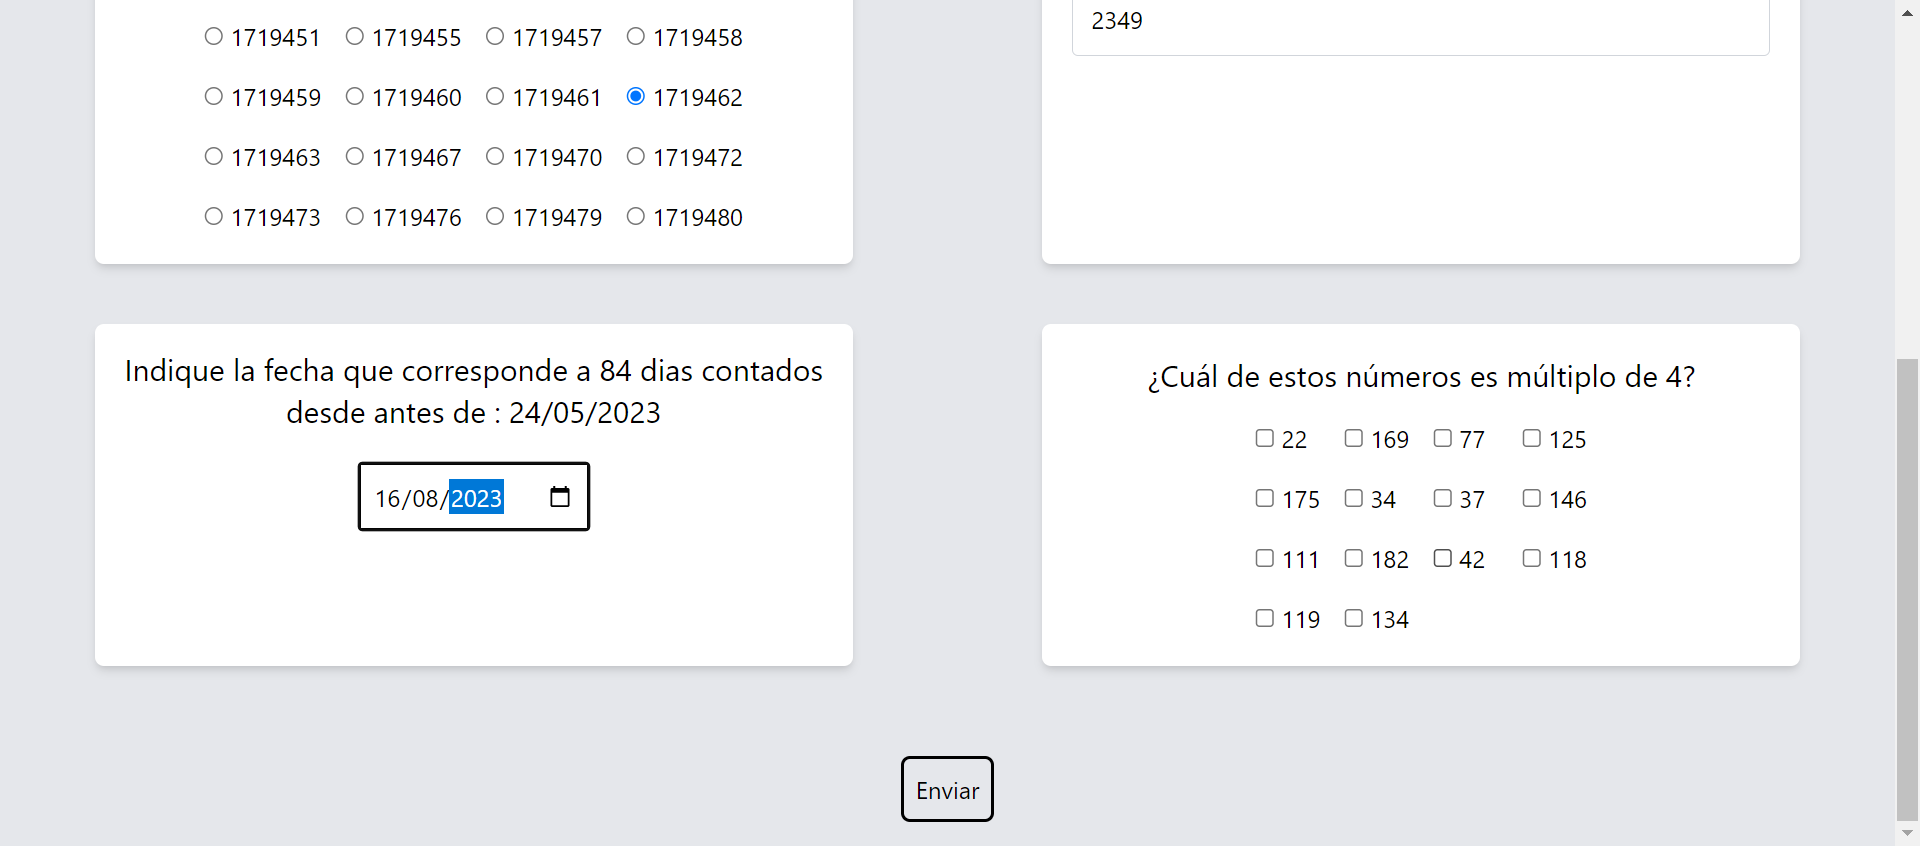 1719451 1719455 1719457 1719458
1719459 1719460 1719461 1719462
1719463 1719467 1719470 1719472
1719473 1719476 1719479 1719480
2349
Indique la fecha que corresponde a 84 dias contados
desde antes de : 24/05/2023
16/08/2023
¿Cuál de estos números es múltiplo de 4?
22 169 77 125
175 34 37 146
111 182 42 118
119 134
Enviar